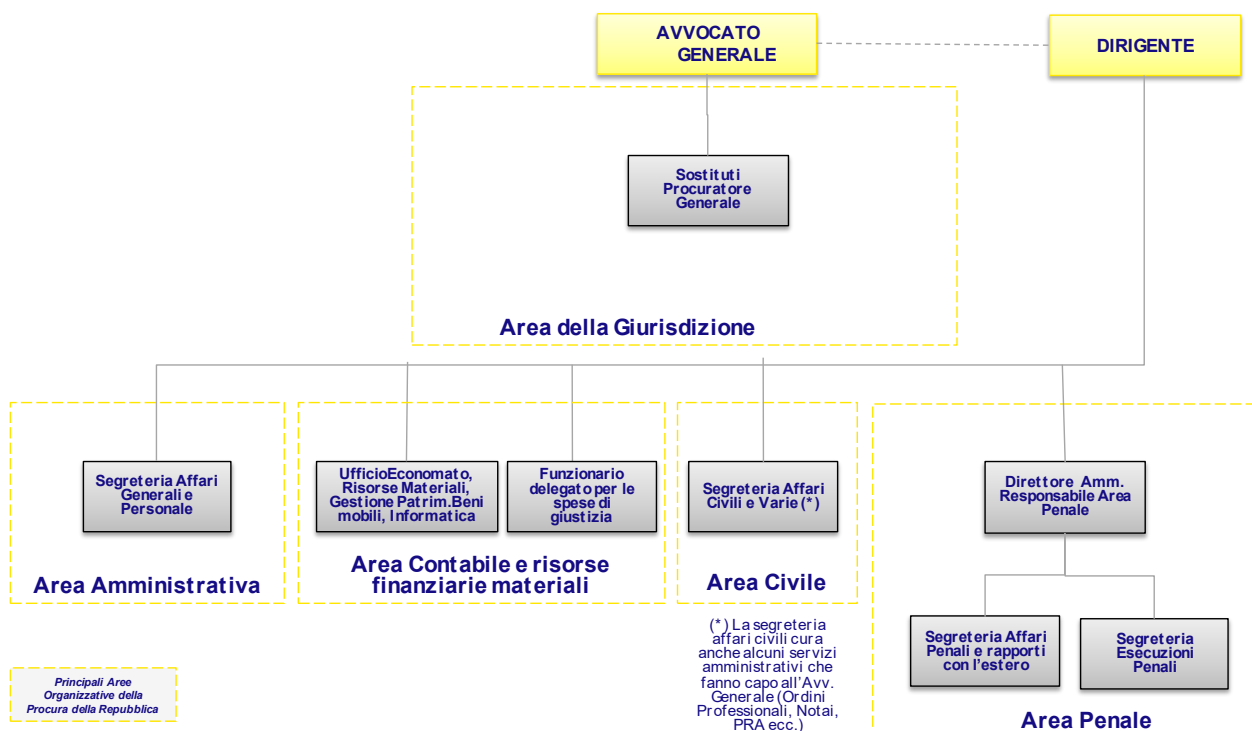 AVVOCATO
GENERALE
DIRIGENTE
Sostituti
Procuratore
Generale
Area della Giurisdizione
Segreteria Affari
Generali e
Personale
Area Amministrativa
UfficioEconomato,
Risorse Materiali,
Gestione Patrim.Beni
mobili, Informatica
Funzionario
delegato per le
spese di
giustizia
Area Contabile e risorse
finanziarie materiali
Segreteria Affari
Civili e Varie (*)
Area Civile
(*) La segreteria
affari civili cura
anche alcuni servizi
amministrativi che
fanno capo all'Avv.
Generale (Ordini
Professionali, Notai,
PRA ecc.)
Direttore Amm.
Responsabile Area
Penale
Segreteria Affari
Penali e rapporti
con l'estero
Segreteria
Esecuzioni
Penali
Area Penale
Principali Aree
Organizzative della
Procura della Repubblica